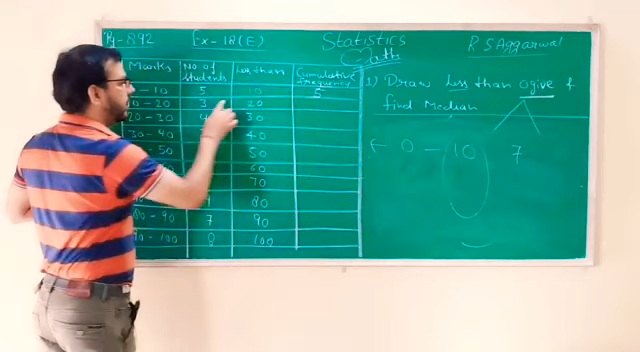 Pg-892 Ex-18(E) Statistics R S Aggarwal
Maths
Marks No of students Less than Cumulative frequency
-10 5 10 5
10-20 3 20
20-30 4 30
30-40 40
-50 50
60
70
80
80-90 7 90
90-100 100
1) Draw Less than Ogive &
find Median
0 - 10 7